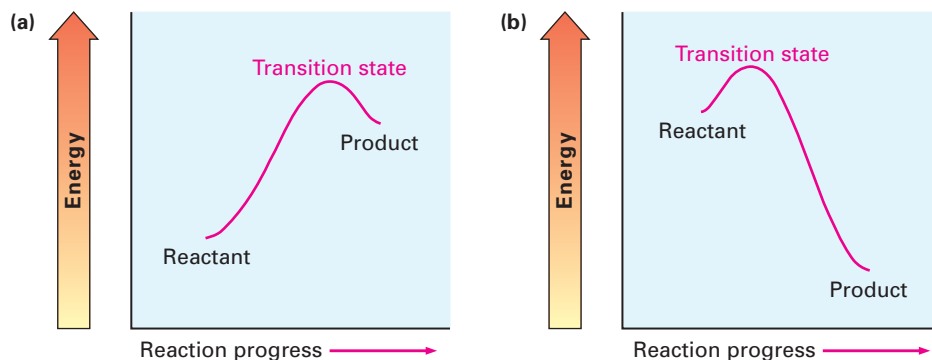 (a)
Energy
Transition state
Product
Reactant
Reaction progress
(b)
Energy
Transition state
Reactant
Product
Reaction progress